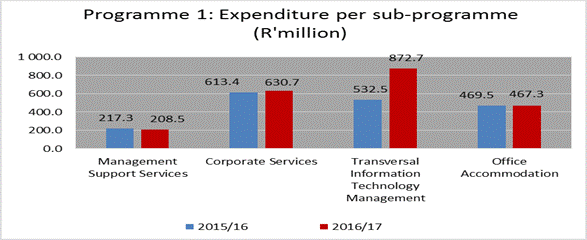 Programme 1: Expenditure per sub-programme
(R'million)
1 000.0
800.0
600.0
400.0
200.0
0.0
217.3
208.5
613.4
630.7
532.5
872.7
469.5
467.3
Management
Support Services
Corporate Services
Transversal
Information
Technology
Management
Office
Accommodation
2015/16
2016/17